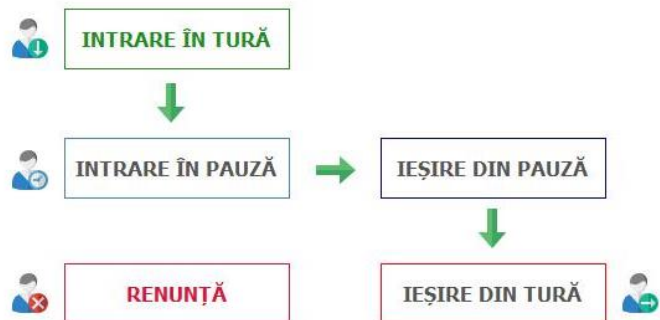 INTRARE ÎN TURĂ
INTRARE ÎN PAUZĂ
IEȘIRE DIN PAUZĂ
RENUNȚĂ
IEȘIRE DIN TURĂ